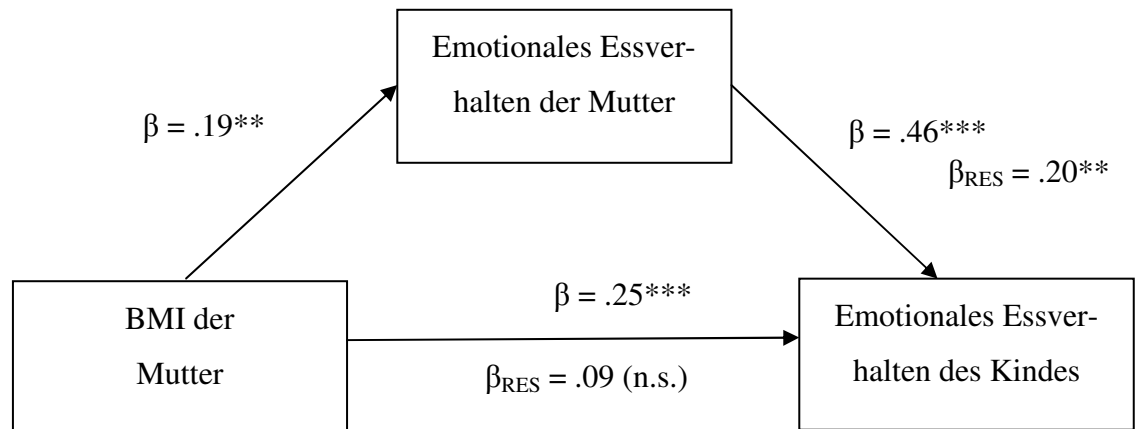 Emotionales Essver-
halten der Mutter
β = .19**
β = .46***
βRES = .20**
BMI der
Mutter
β = .25***
βRES = .09 (n.s.)
Emotionales Essver-
halten des Kindes